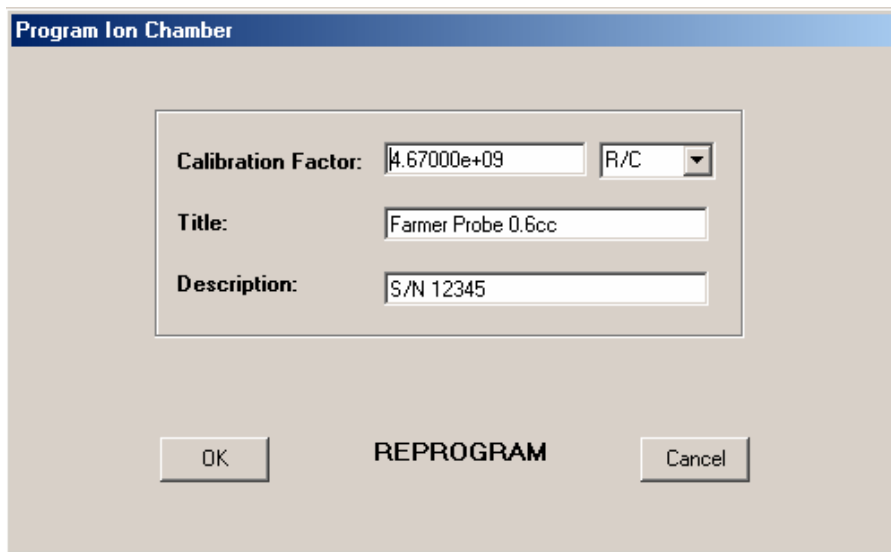 Program Ion Chamber
Calibration Factor: 4.67000e+09 R/C
Title: Farmer Probe 0.6cc
Description: S/N 12345
OK REPROGRAM Cancel